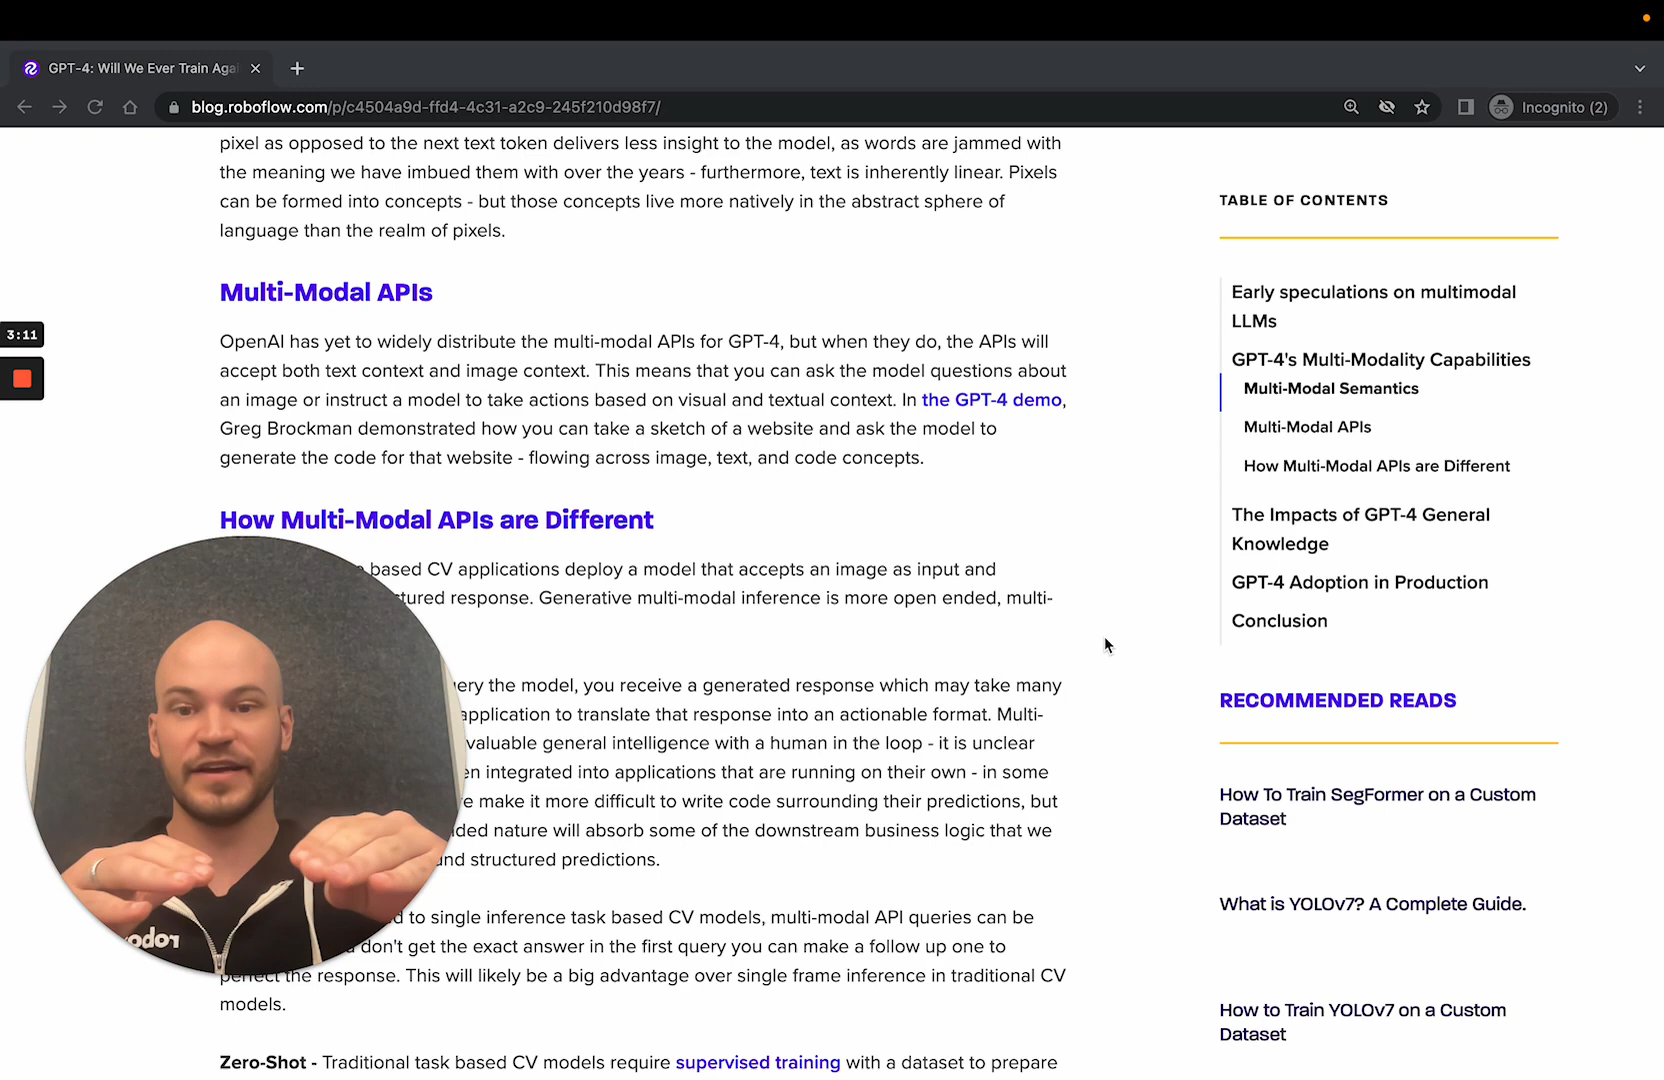 GPT-4: Will We Ever Train Agai
blog.roboflow.com/p/c4504a9d-ffd4-4c31-a2c9-245f210d98f7/
Incognito (2)
pixel as opposed to the next text token delivers less insight to the model, as words are jammed with
the meaning we have imbued them with over the years - furthermore, text is inherently linear. Pixels
can be formed into concepts - but those concepts live more natively in the abstract sphere of
language than the realm of pixels.
Multi-Modal APIs
OpenAI has yet to widely distribute the multi-modal APIs for GPT-4, but when they do, the APIs will
accept both text context and image context. This means that you can ask the model questions about
an image or instruct a model to take actions based on visual and textual context. In the GPT-4 demo,
Greg Brockman demonstrated how you can take a sketch of a website and ask the model to
generate the code for that website - flowing across image, text, and code concepts.
How Multi-Modal APIs are Different
based CV applications deploy a model that accepts an image as input and
tured response. Generative multi-modal inference is more open ended, multi-
ery the model, you receive a generated response which may take many
application to translate that response into an actionable format. Multi-
valuable general intelligence with a human in the loop - it is unclear
en integrated into applications that are running on their own - in some
e make it more difficult to write code surrounding their predictions, but
ded nature will absorb some of the downstream business logic that we
nd structured predictions.
d to single inference task based CV models, multi-modal API queries can be
don't get the exact answer in the first query you can make a follow up one to
perfect the response. This will likely be a big advantage over single frame inference in traditional CV
models.
Zero-Shot - Traditional task based CV models require supervised training with a dataset to prepare
3:11
robo
TABLE OF CONTENTS
Early speculations on multimodal
LLMs
GPT-4's Multi-Modality Capabilities
Multi-Modal Semantics
Multi-Modal APIs
How Multi-Modal APIs are Different
The Impacts of GPT-4 General
Knowledge
GPT-4 Adoption in Production
Conclusion
RECOMMENDED READS
How To Train SegFormer on a Custom
Dataset
What is YOLOv7? A Complete Guide.
How to Train YOLOv7 on a Custom
Dataset